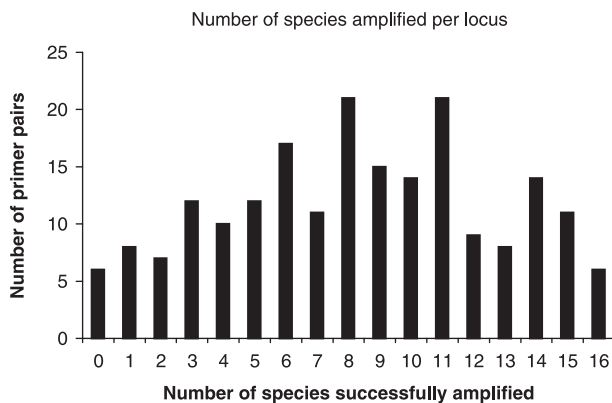 Number of species amplified per locus
25
20
15
10
5
0
Number of primer pairs
0 1 2 3 4 5 6 7 8 9 10 11 12 13 14 15 16
Number of species successfully amplified